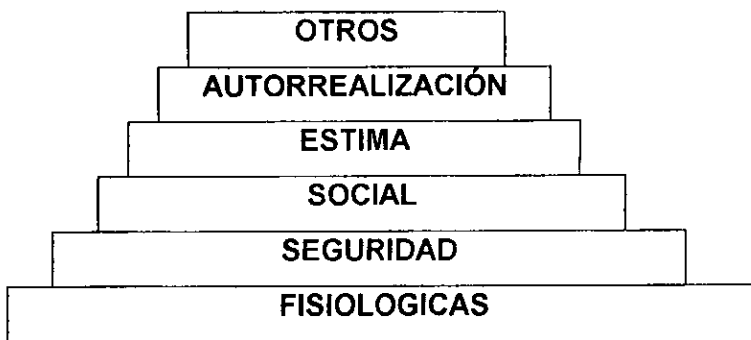 OTROS
AUTORREALIZACIÓN
ESTIMA
SOCIAL
SEGURIDAD
FISIOLOGICAS